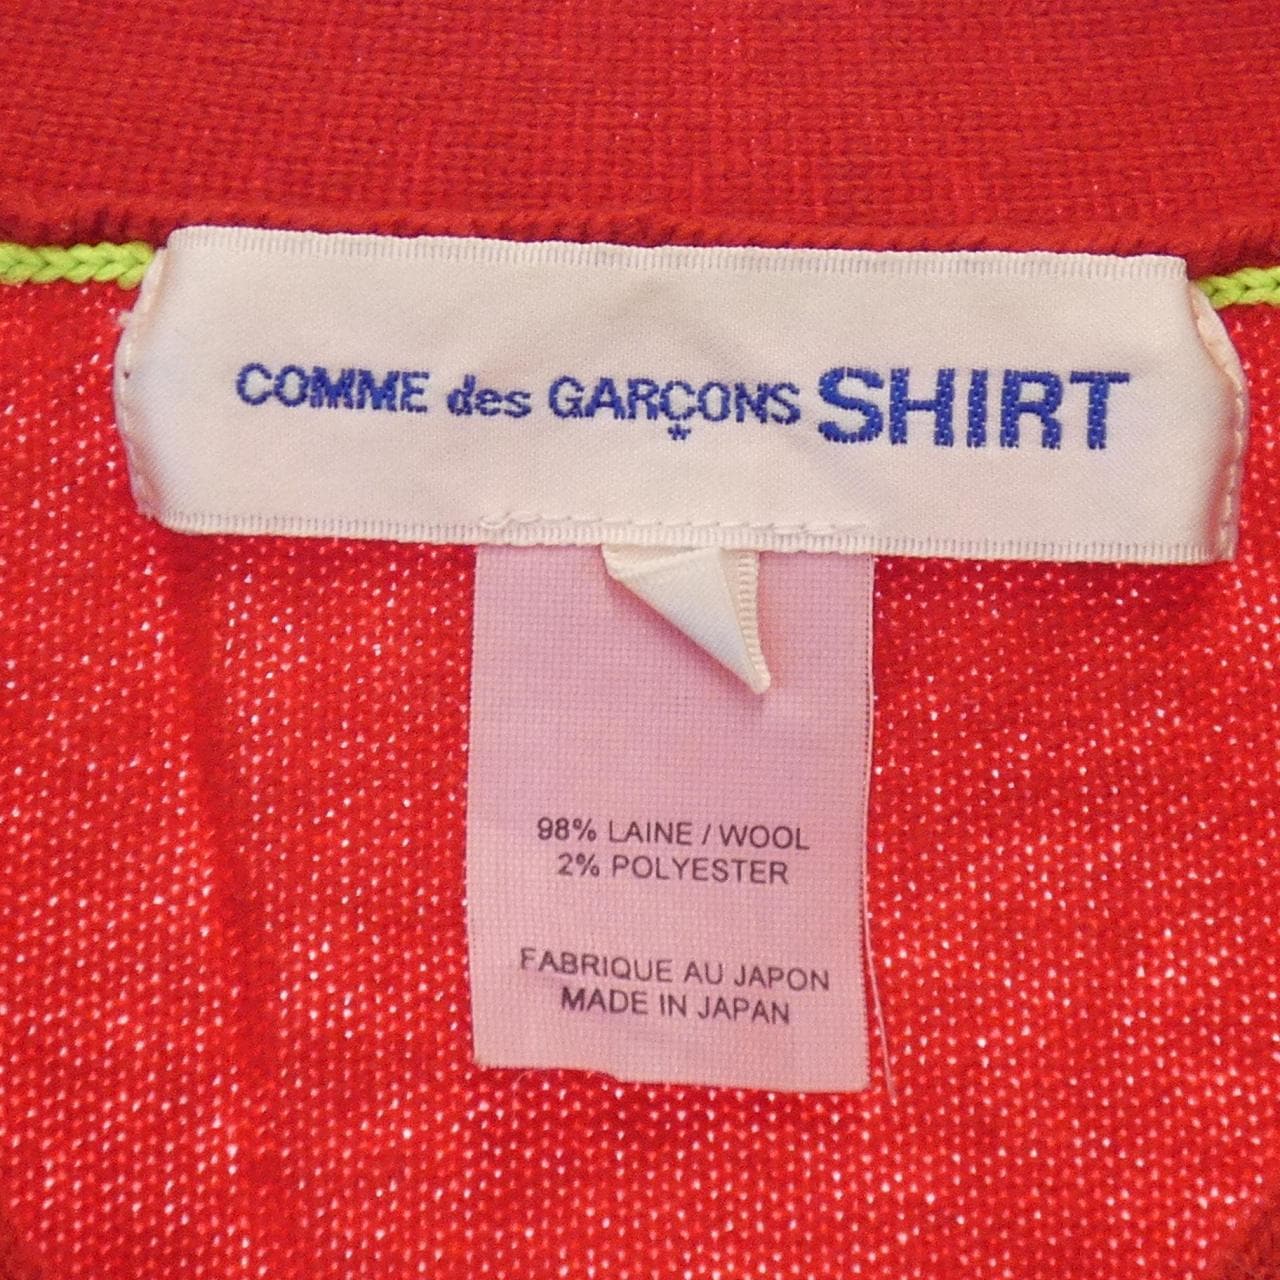 COMME des GARÇONS SHIRT
98% LAINE / WOOL
2% POLYESTER
FABRIQUE AU JAPON
MADE IN JAPAN